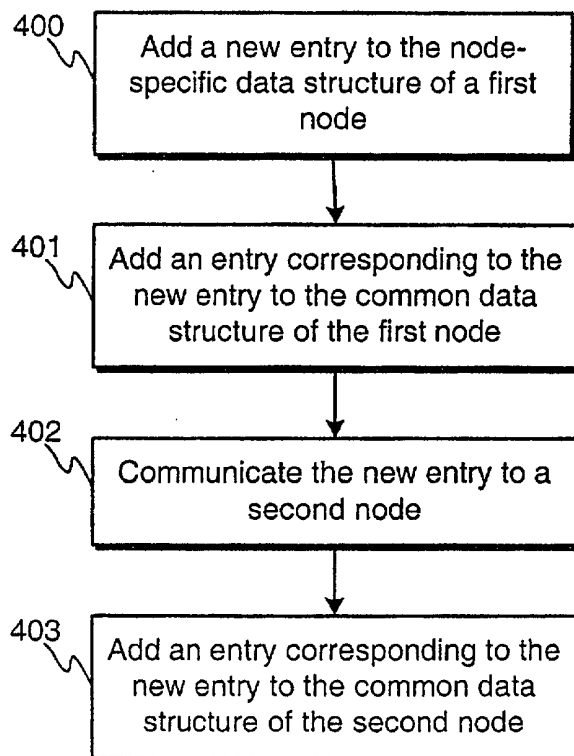 400
Add a new entry to the node-
specific data structure of a first
node
401
Add an entry corresponding to the
new entry to the common data
structure of the first node
402
Communicate the new entry to a
second node
403
Add an entry corresponding to the
new entry to the common data
structure of the second node